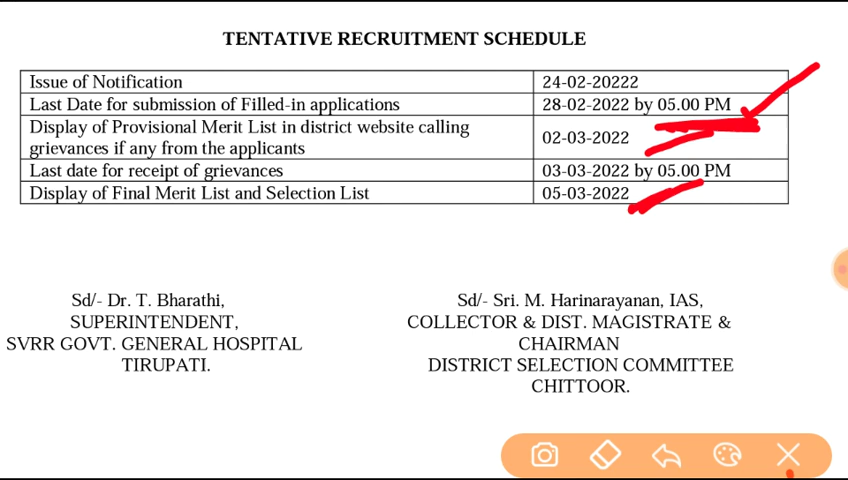 TENTATIVE RECRUITMENT SCHEDULE
Issue of Notification 24-02-20222
Last Date for submission of Filled-in applications 28-02-2022 by 05.00 PM
Display of Provisional Merit List in district website calling
grievances if any from the applicants 02-03-2022
Last date for receipt of grievances 03-03-2022 by 05.00 PM
Display of Final Merit List and Selection List 05-03-2022
Sd/- Dr. T. Bharathi,
SUPERINTENDENT,
SVRR GOVT. GENERAL HOSPITAL
TIRUPATI.
Sd/- Sri. M. Harinarayanan, IAS,
COLLECTOR & DIST. MAGISTRATE &
CHAIRMAN
DISTRICT SELECTION COMMITTEE
CHITTOOR.